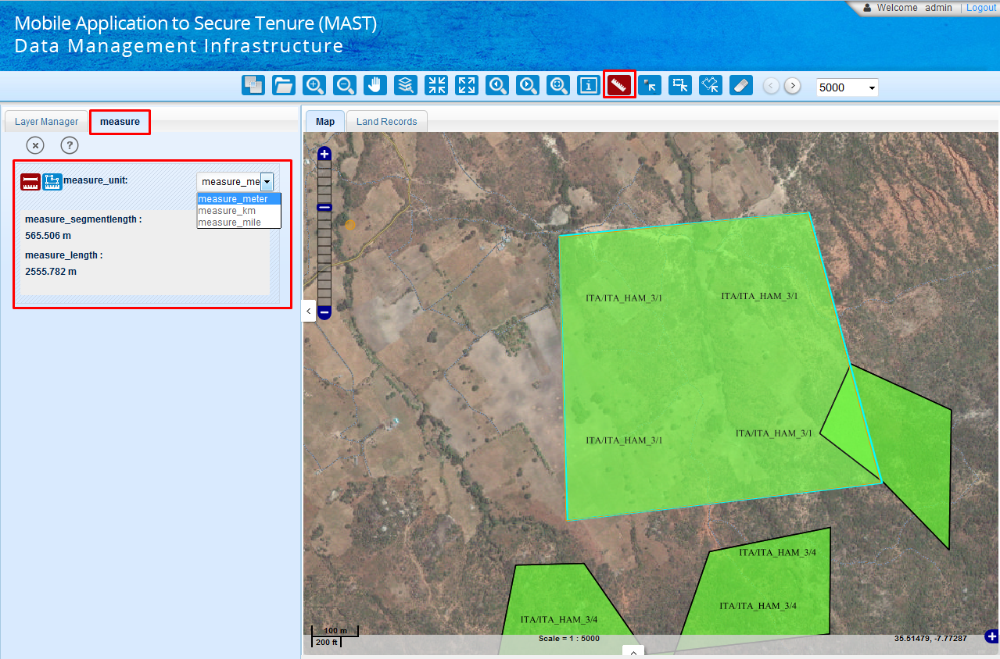 Welcome admin | Logout
Mobile Application to Secure Tenure (MAST)
Data Management Infrastructure
5000
Layer Manager
measure
Map
Land Records
?
measure_unit:
measure_me
measure_meter
measure_km
measure_mile
measure_segmentlength :
565.506 m
measure_length :
2555.782 m
ITA/ITA_HAM_3/1
ITA/ITA_HAM_3/1
ITA/ITA_HAM_3/1
ITA/ITA_HAM_3/1
ITA/ITA_HAM_3/4
ITA/ITA_HAM_3/4
ITA/ITA_HAM_3/4
100 m
200 ft
Scale = 1 : 5000
35.51479, -7.77287